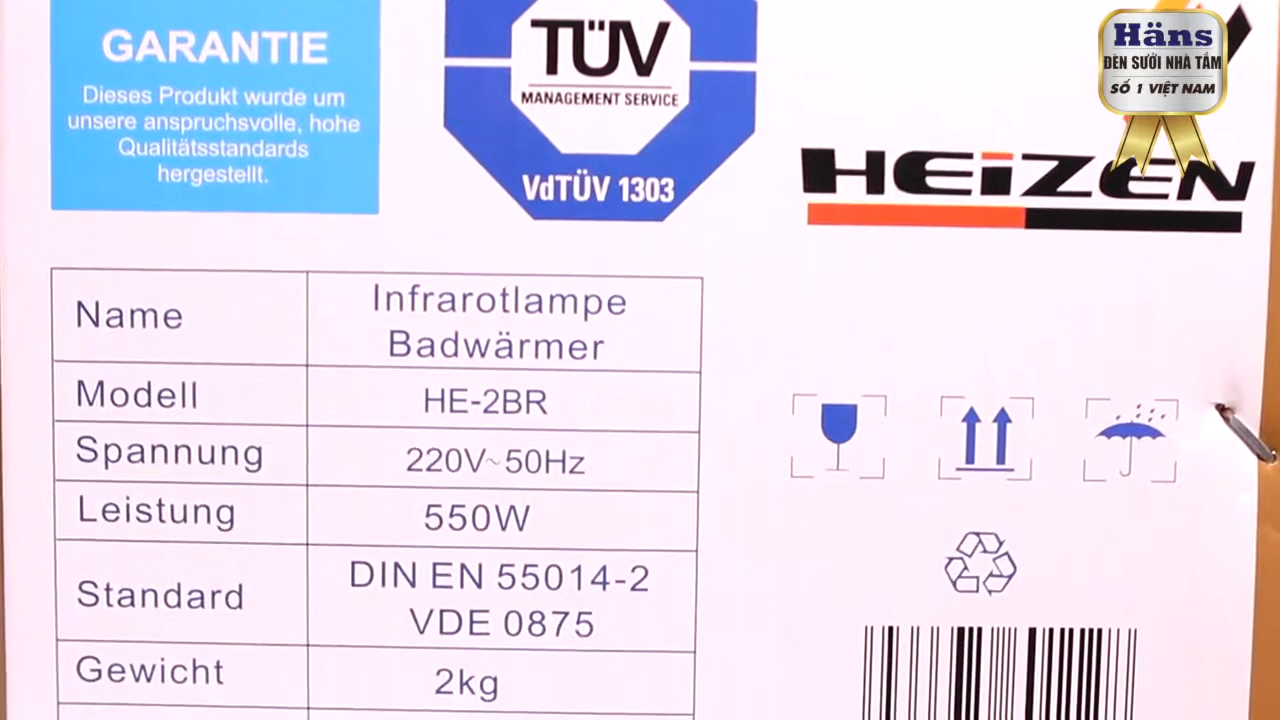 GARANTIE
Dieses Produkt wurde um
unsere anspruchsvolle, hohe
Qualitätsstandards
hergestellt.
TÜV
MANAGEMENT SERVICE
VdTÜV 1303
Häns
ĐÈN SƯỞI NHÀ TẮM
SỐ 1 VIỆT NAM
HEiZEN
Name
Infrarotlampe
Badwärmer
Modell
HE-2BR
Spannung
220V~50Hz
Leistung
550W
Standard
DIN EN 55014-2
VDE 0875
Gewicht
2kg